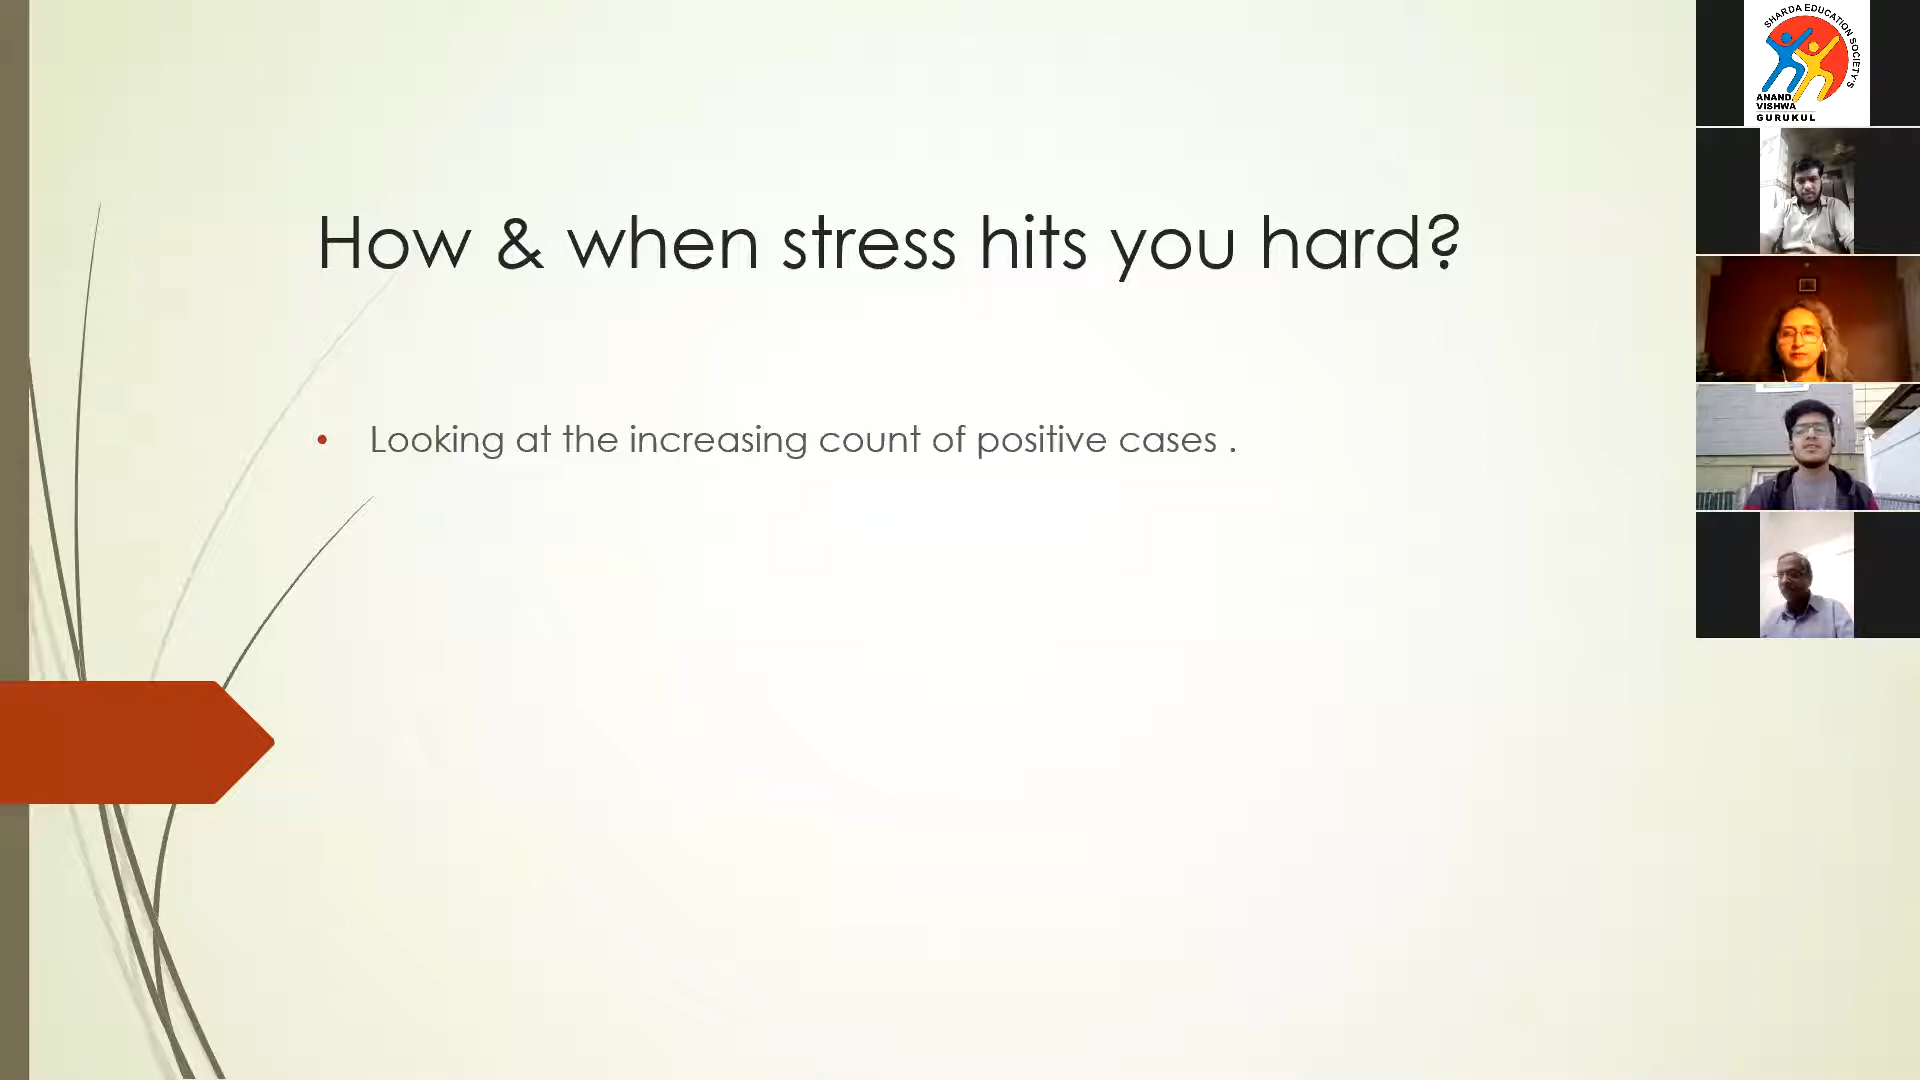 How & when stress hits you hard?
• Looking at the increasing count of positive cases .
SHARDA EDUCATION SOCIETY'S
ANAND
VISHWA
GURUKUL